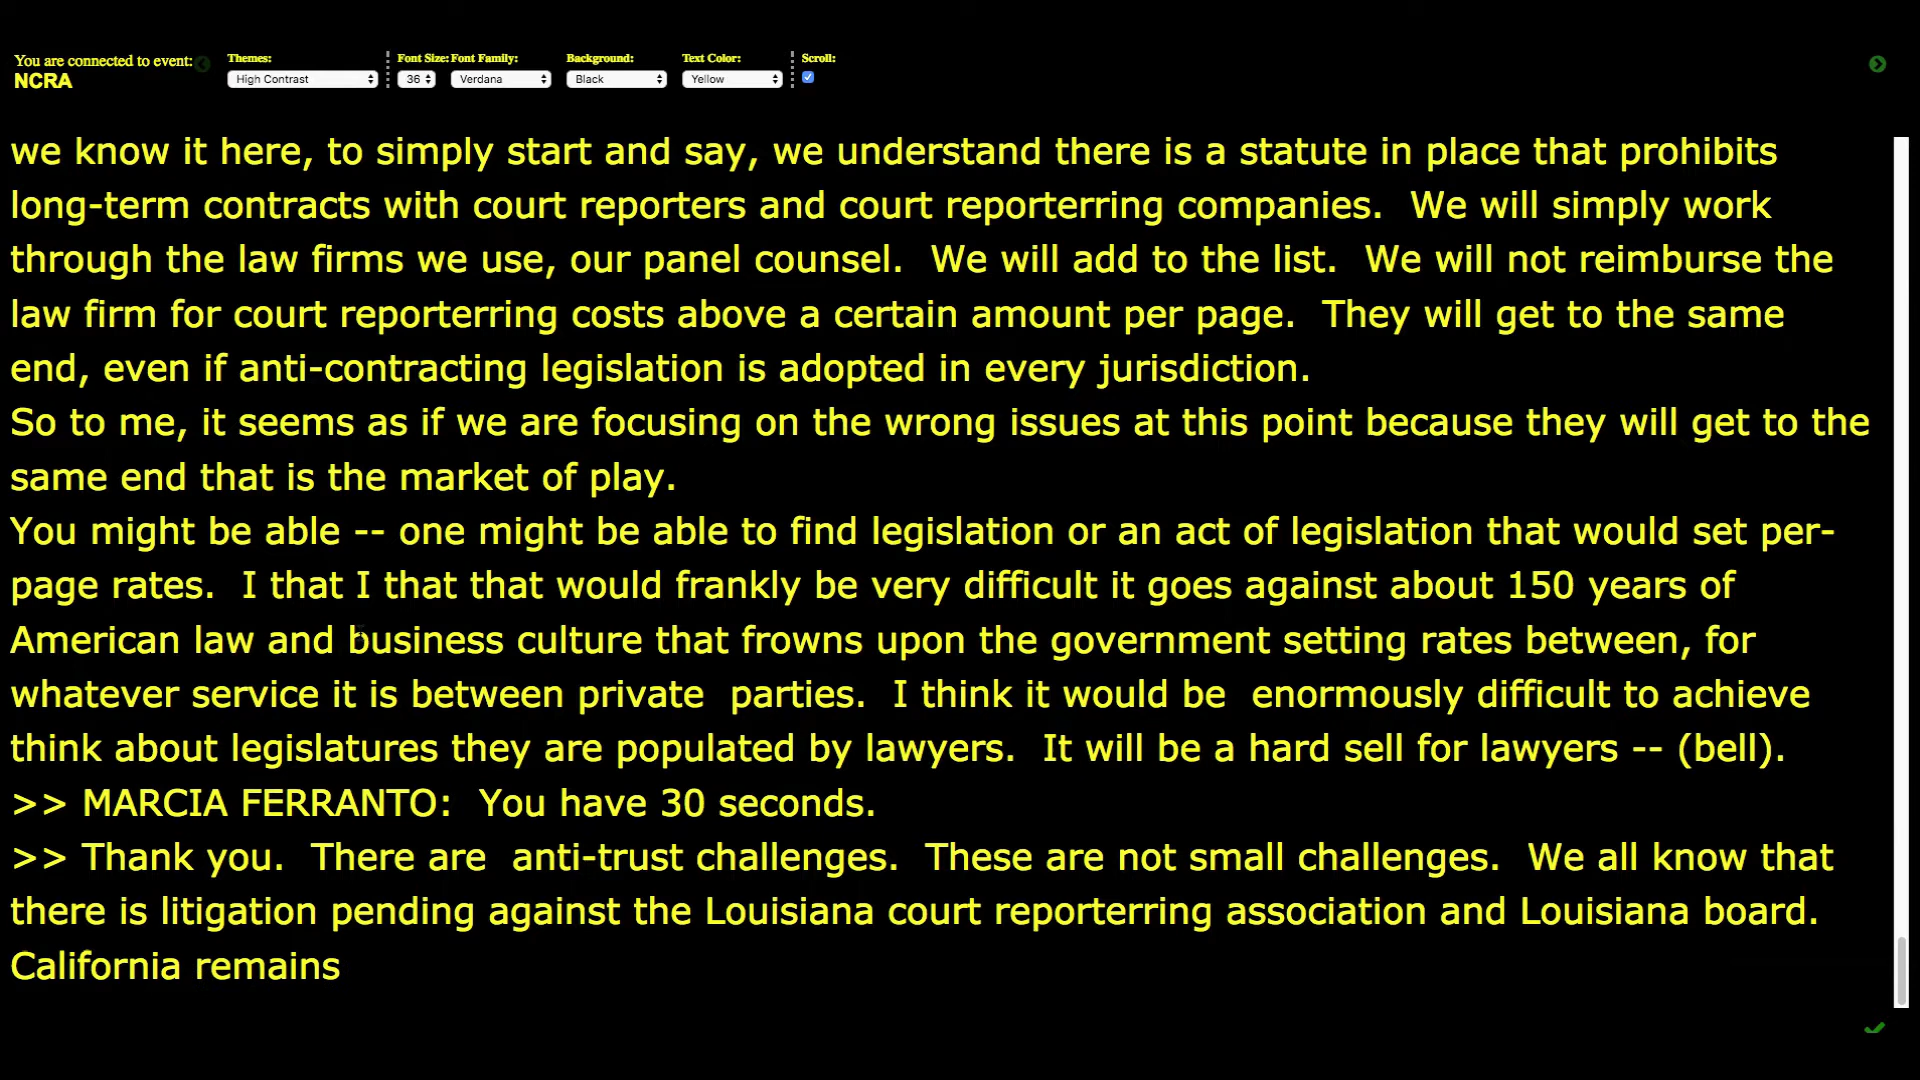 You are connected to event:
NCRA
Themes:
High Contrast
Font Size:
36
Font Family:
Verdana
Background:
Black
Text Color:
Yellow
Scroll:
we know it here, to simply start and say, we understand there is a statute in place that prohibits
long-term contracts with court reporters and court reporterring companies.  We will simply work
through the law firms we use, our panel counsel.  We will add to the list.  We will not reimburse the
law firm for court reporterring costs above a certain amount per page.  They will get to the same
end, even if anti-contracting legislation is adopted in every jurisdiction.
So to me, it seems as if we are focusing on the wrong issues at this point because they will get to the
same end that is the market of play.
You might be able -- one might be able to find legislation or an act of legislation that would set per-
page rates.  I that I that that would frankly be very difficult it goes against about 150 years of
American law and business culture that frowns upon the government setting rates between, for
whatever service it is between private  parties.  I think it would be  enormously difficult to achieve
think about legislatures they are populated by lawyers.  It will be a hard sell for lawyers -- (bell).
>> MARCIA FERRANTO:  You have 30 seconds.
>> Thank you.  There are  anti-trust challenges.  These are not small challenges.  We all know that
there is litigation pending against the Louisiana court reporterring association and Louisiana board.
California remains